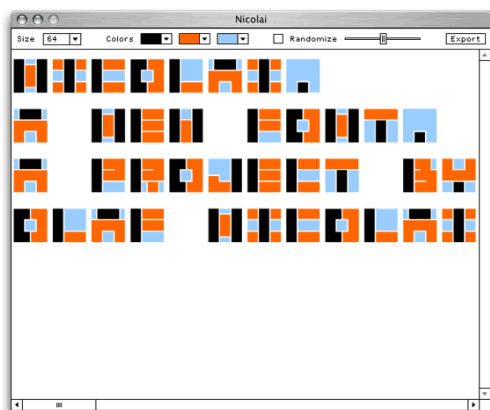 Nicolai
Size 64 Colors Randomize Export
NICOLAI.
A NEW FONT.
A PROJECT BY
OLAF NICOLAI